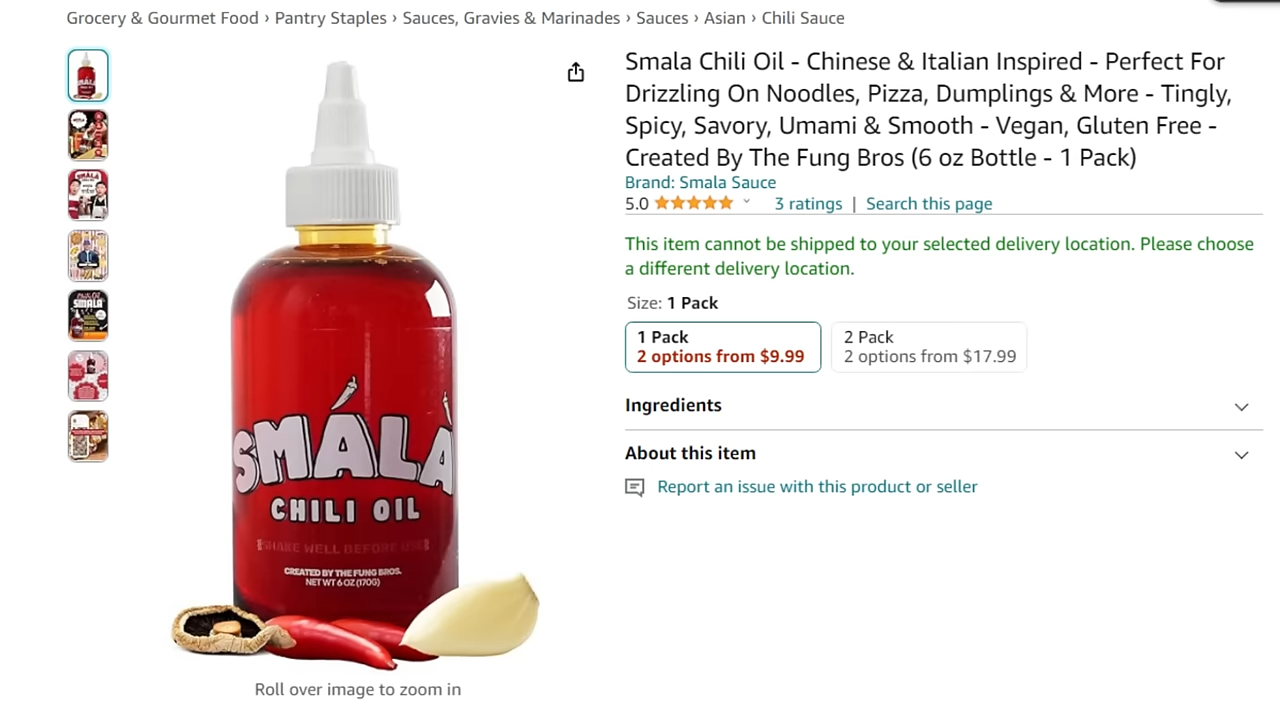 Grocery & Gourmet Food › Pantry Staples › Sauces, Gravies & Marinades › Sauces › Asian › Chili Sauce
Smala Chili Oil - Chinese & Italian Inspired - Perfect For
Drizzling On Noodles, Pizza, Dumplings & More - Tingly,
Spicy, Savory, Umami & Smooth - Vegan, Gluten Free -
Created By The Fung Bros (6 oz Bottle - 1 Pack)
Brand: Smala Sauce
5.0 3 ratings | Search this page
This item cannot be shipped to your selected delivery location. Please choose
a different delivery location.
Size: 1 Pack
1 Pack
2 options from $9.99
2 Pack
2 options from $17.99
Ingredients
About this item
Report an issue with this product or seller
SMÁLÀ
CHILI OIL
SHAKE WELL BEFORE USE
CREATED BY THE FUNG BROS.
NET WT 6 OZ (170G)
Roll over image to zoom in